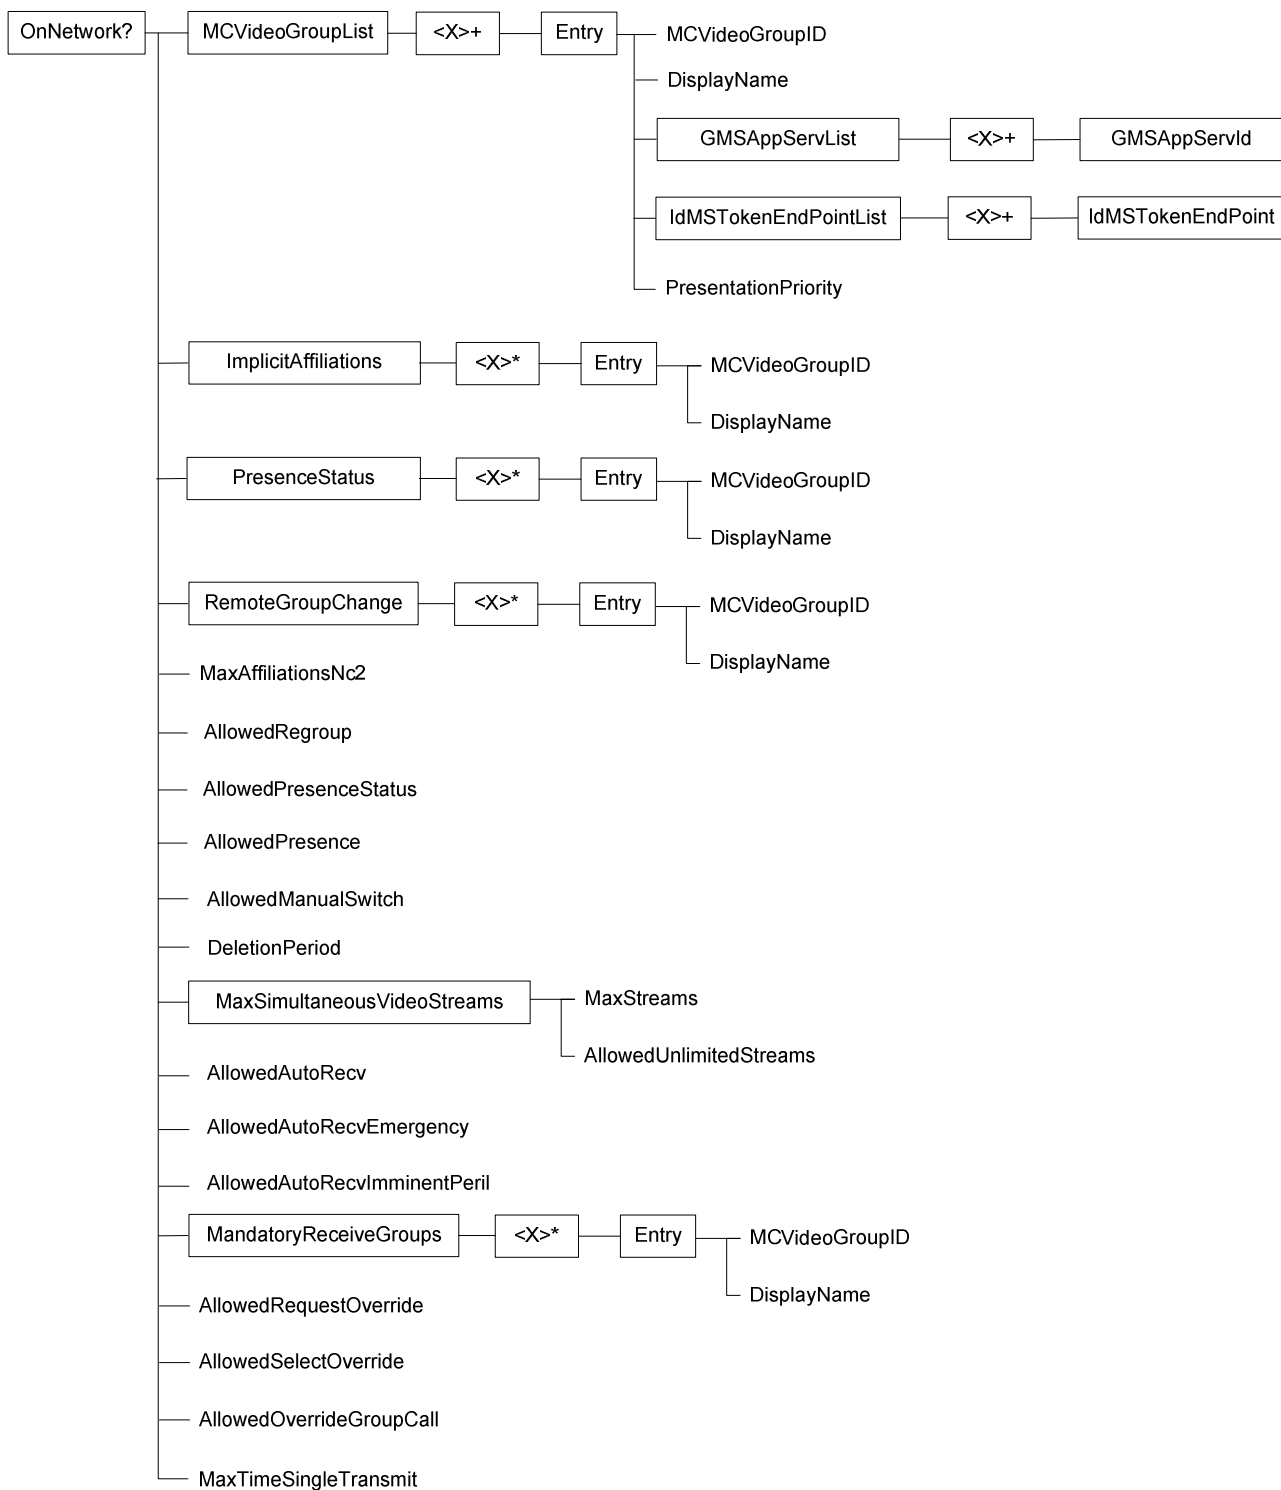 OnNetwork? MCVideoGroupList <X>+ Entry MCVideoGroupID
DisplayName
GMSAppServList <X>+ GMSAppServId
IdMSTokenEndPointList <X>+ IdMSTokenEndPoint
PresentationPriority
ImplicitAffiliations <X>* Entry MCVideoGroupID
DisplayName
PresenceStatus <X>* Entry MCVideoGroupID
DisplayName
RemoteGroupChange <X>* Entry MCVideoGroupID
DisplayName
MaxAffiliationsNc2
AllowedRegroup
AllowedPresenceStatus
AllowedPresence
AllowedManualSwitch
DeletionPeriod
MaxSimultaneousVideoStreams MaxStreams
AllowedUnlimitedStreams
AllowedAutoRecv
AllowedAutoRecvEmergency
AllowedAutoRecvImminentPeril
MandatoryReceiveGroups <X>* Entry MCVideoGroupID
DisplayName
AllowedRequestOverride
AllowedSelectOverride
AllowedOverrideGroupCall
MaxTimeSingleTransmit